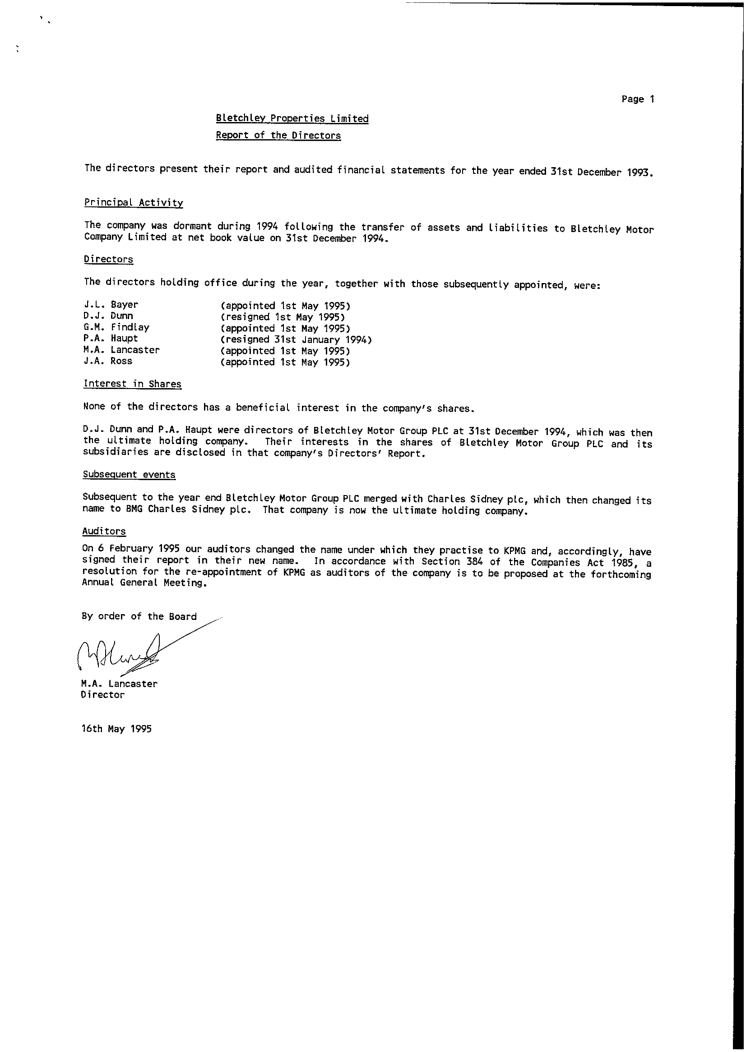 Page 1
Bletchley Properties Limited
Report of the Directors
The directors present their report and audited financial statements for the year ended 31st December 1993.
Principal Activity
The company was dormant during 1994 following the transfer of assets and liabilities to Bletchley Motor
Company Limited at net book value on 31st December 1994.
Directors
The directors holding office during the year, together with those subsequently appointed, were:
J.L. Bayer (appointed 1st May 1995)
D.J. Dunn (resigned 1st May 1995)
G.M. Findlay (appointed 1st May 1995)
P.A. Haupt (resigned 31st January 1994)
M.A. Lancaster (appointed 1st May 1995)
J.A. Ross (appointed 1st May 1995)
Interest in Shares
None of the directors has a beneficial interest in the company's shares.
D.J. Dunn and P.A. Haupt were directors of Bletchley Motor Group PLC at 31st December 1994, which was then
the ultimate holding company. Their interests in the shares of Bletchley Motor Group PLC and its
subsidiaries are disclosed in that company's Directors' Report.
Subsequent events
Subsequent to the year end Bletchley Motor Group PLC merged with Charles Sidney plc, which then changed its
name to BMG Charles Sidney plc. That company is now the ultimate holding company.
Auditors
On 6 February 1995 our auditors changed the name under which they practise to KPMG and, accordingly, have
signed their report in their new name. In accordance with Section 384 of the Companies Act 1985, a
resolution for the re-appointment of KPMG as auditors of the company is to be proposed at the forthcoming
Annual General Meeting.
By order of the Board
M.A. Lancaster
Director
16th May 1995